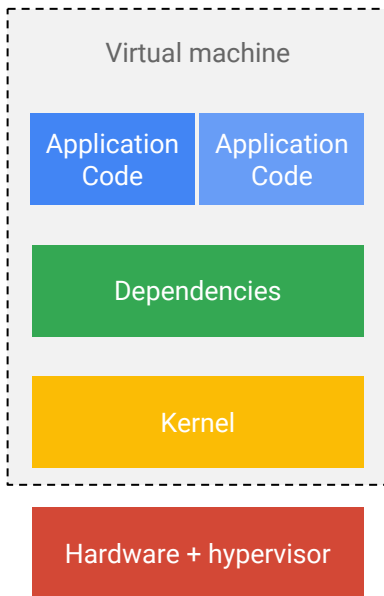 Virtual machine
Application
Code
Application
Code
Dependencies
Kernel
Hardware + hypervisor